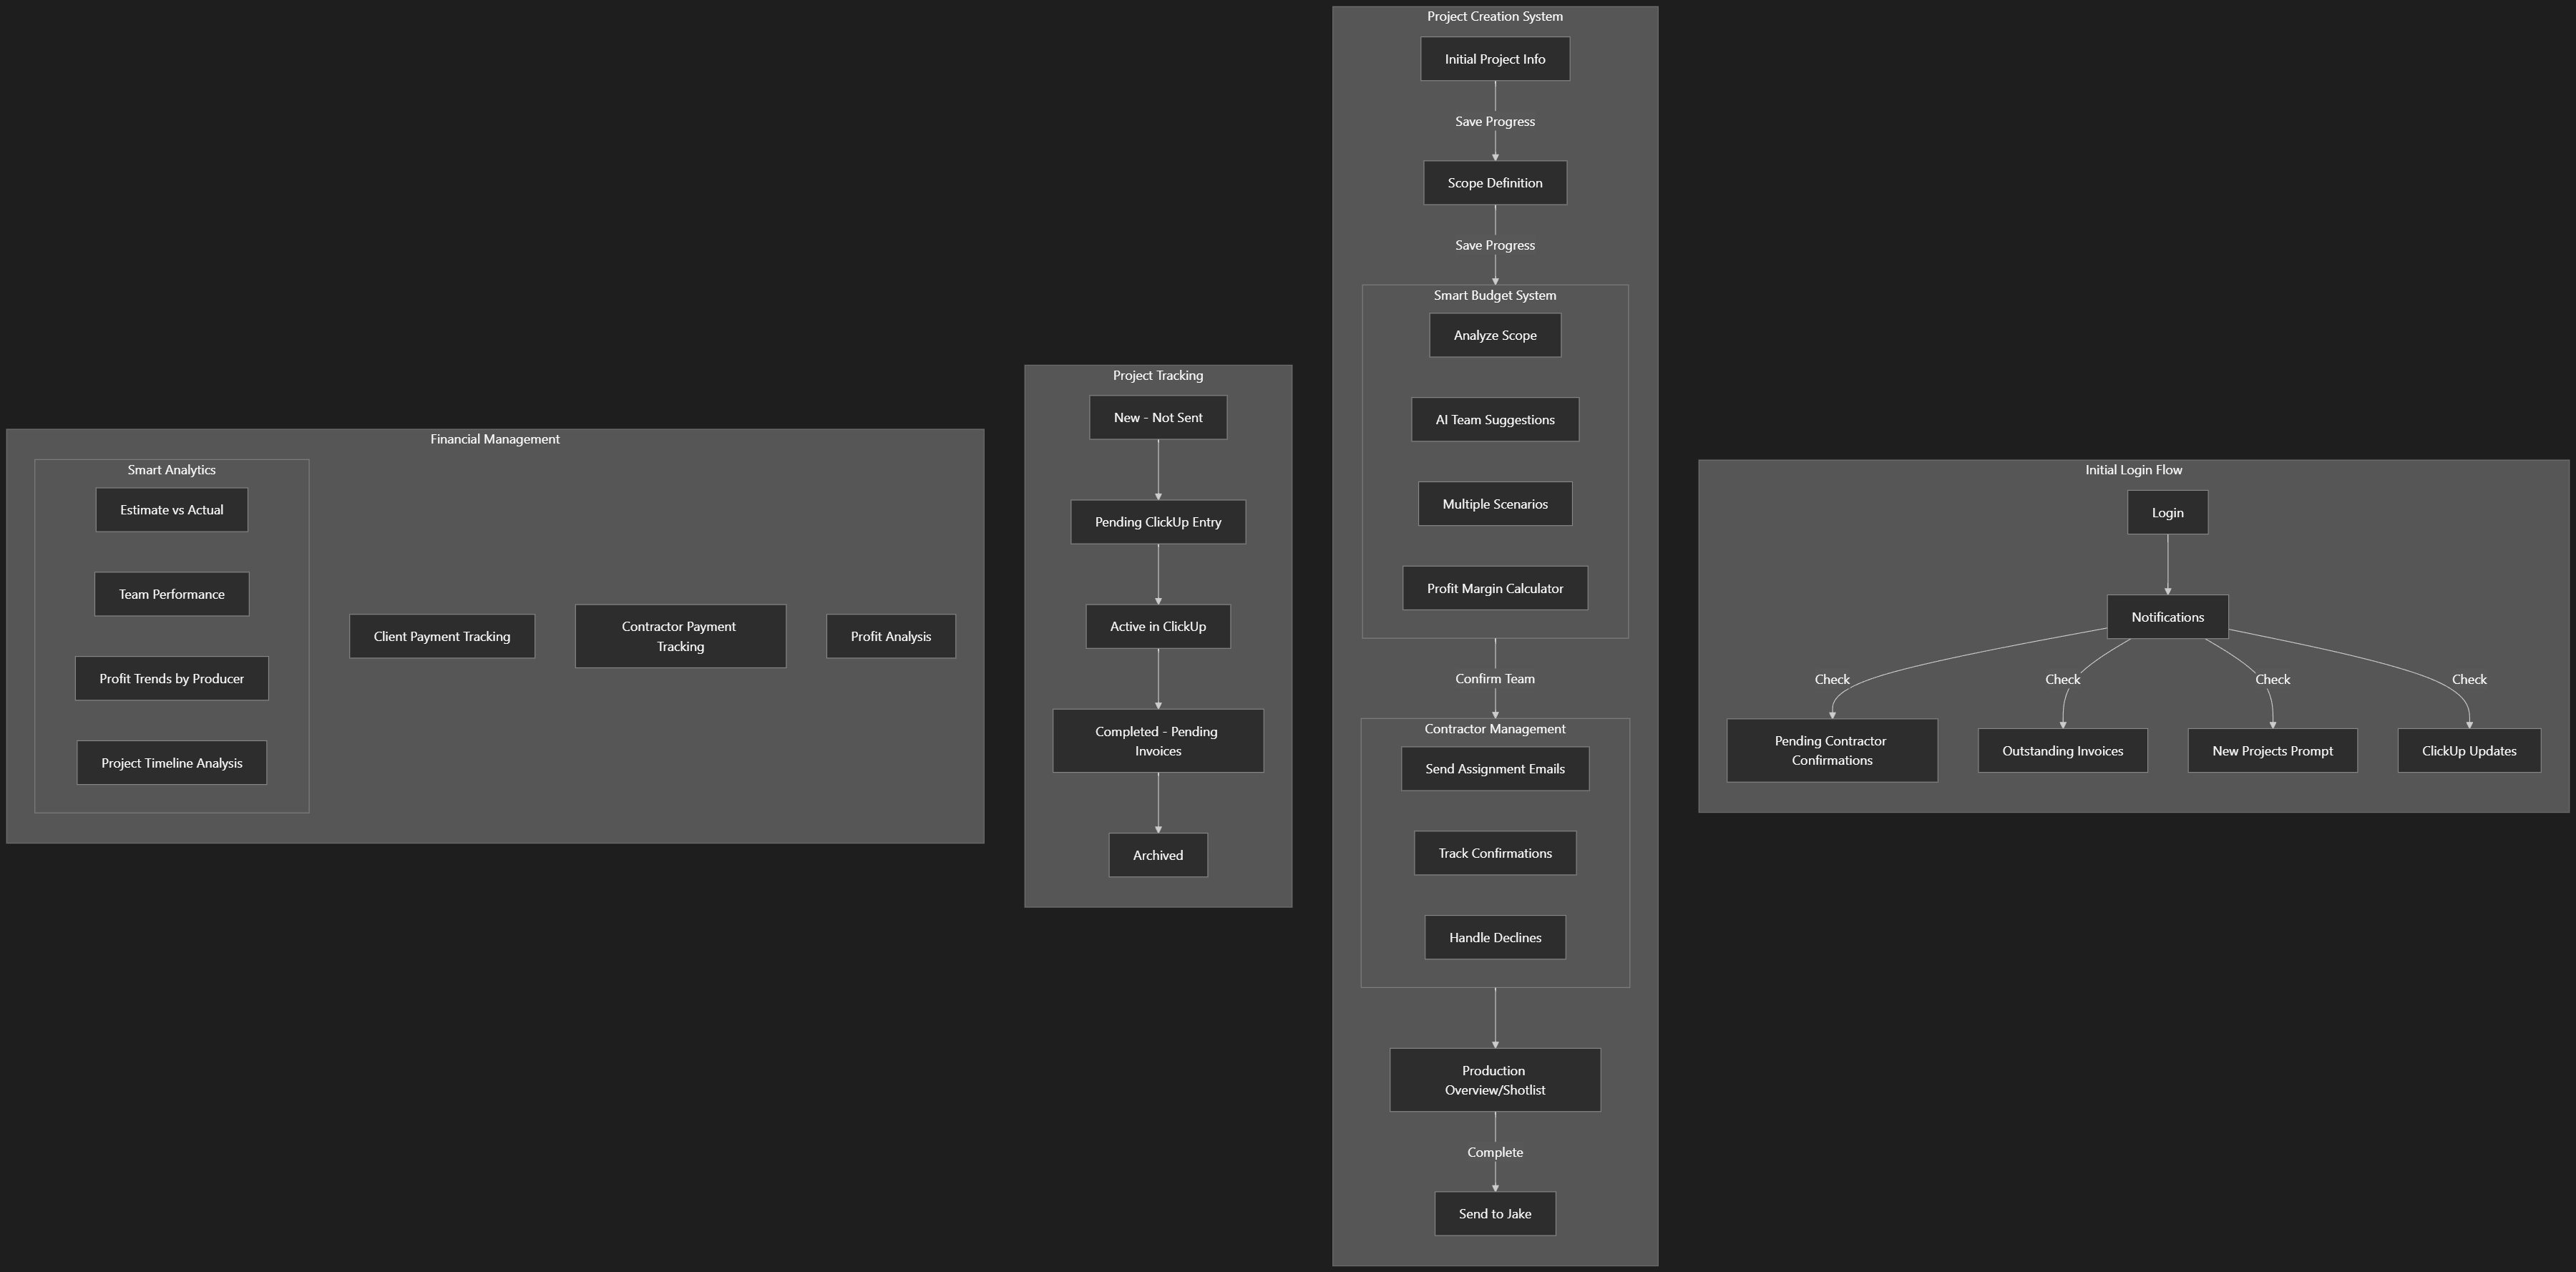 Financial Management
Smart Analytics
Estimate vs Actual
Team Performance
Profit Trends by Producer
Project Timeline Analysis
Client Payment Tracking
Contractor Payment
Tracking
Profit Analysis
Project Tracking
New - Not Sent
Pending ClickUp Entry
Active in ClickUp
Completed - Pending
Invoices
Archived
Project Creation System
Initial Project Info
Save Progress
Scope Definition
Save Progress
Smart Budget System
Analyze Scope
AI Team Suggestions
Multiple Scenarios
Profit Margin Calculator
Confirm Team
Contractor Management
Send Assignment Emails
Track Confirmations
Handle Declines
Production
Overview/Shotlist
Complete
Send to Jake
Initial Login Flow
Login
Notifications
Check
Check
Check
Check
Pending Contractor
Confirmations
Outstanding Invoices
New Projects Prompt
ClickUp Updates